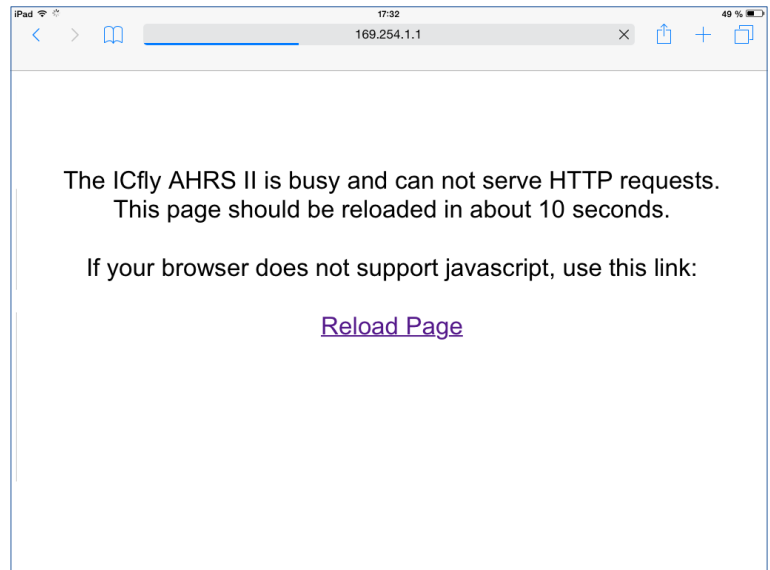 iPad 17:32 49 %
169.254.1.1
The ICfly AHRS II is busy and can not serve HTTP requests.
This page should be reloaded in about 10 seconds.
If your browser does not support javascript, use this link:
Reload Page